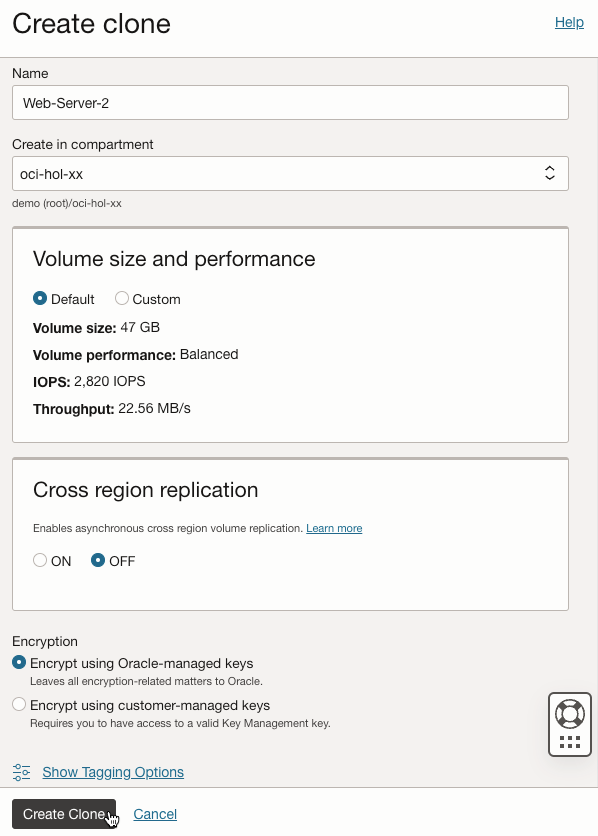 Create clone
Help
Name
Web-Server-2
Create in compartment
oci-hol-xx
demo (root)/oci-hol-xx
Volume size and performance
Default Custom
Volume size: 47 GB
Volume performance: Balanced
IOPS: 2,820 IOPS
Throughput: 22.56 MB/s
Cross region replication
Enables asynchronous cross region volume replication. Learn more
ON OFF
Encryption
Encrypt using Oracle-managed keys
Leaves all encryption-related matters to Oracle.
Encrypt using customer-managed keys
Requires you to have access to a valid Key Management key.
Show Tagging Options
Create Clone Cancel